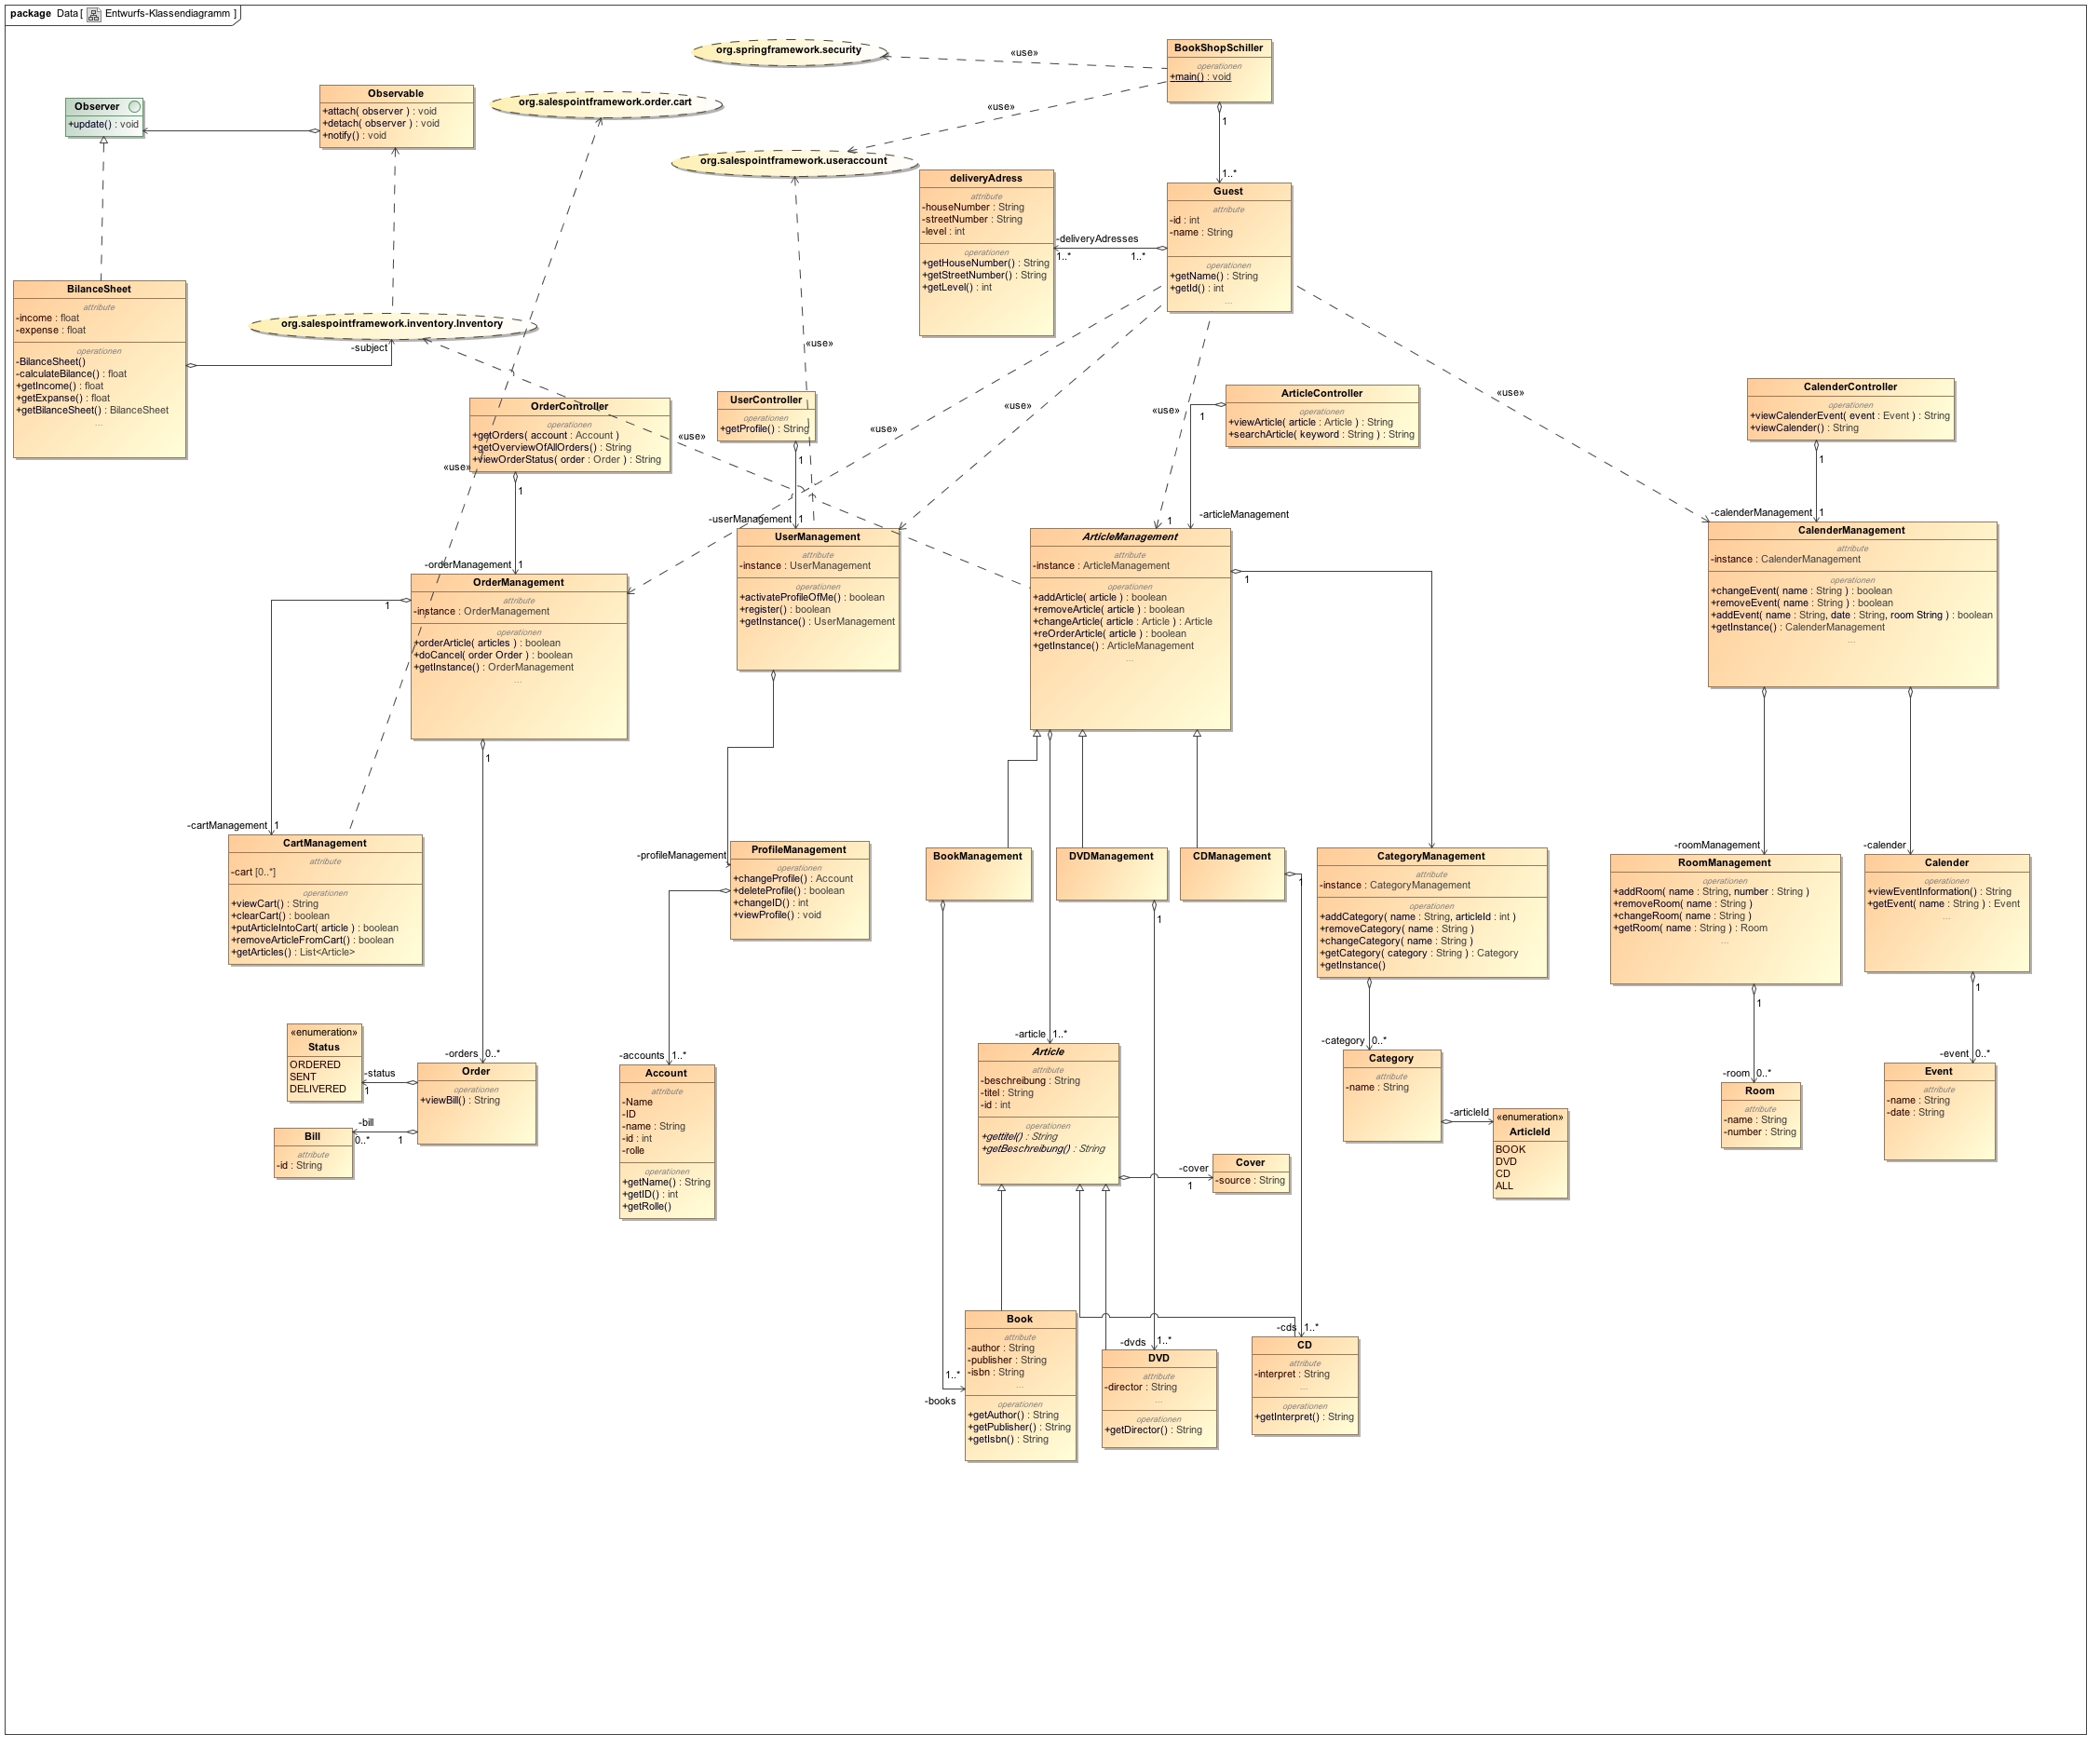 package Data [ Entwurfs-Klassendiagramm ]
org.springframework.security
«use»
BookShopSchiller
operationen
+main() : void
Observer
+update() : void
Observable
+attach( observer ) : void
+detach( observer ) : void
+notify() : void
org.salespointframework.order.cart
«use»
1
org.salespointframework.useraccount
deliveryAdress
attribute
-houseNumber : String
-streetNumber : String
-level : int
operationen
+getHouseNumber() : String
+getStreetNumber() : String
+getLevel() : int
1..*
Guest
attribute
-id : int
-name : String
operationen
+getName() : String
+getId() : int
...
-deliveryAdresses
1..*
1..*
BilanceSheet
attribute
-income : float
-expense : float
operationen
-BilanceSheet()
-calculateBilance() : float
+getIncome() : float
+getExpanse() : float
+getBilanceSheet() : BilanceSheet
...
org.salespointframework.inventory.Inventory
-subject
«use»
OrderController
operationen
+getOrders( account : Account )
+getOverviewOfAllOrders() : String
+viewOrderStatus( order : Order ) : String
«use»
1
UserController
operationen
+getProfile() : String
«use»
1
«use»
«use»
«use»
«use»
ArticleController
operationen
+viewArticle( article : Article ) : String
+searchArticle( keyword : String ) : String
1
CalenderController
operationen
+viewCalenderEvent( event : Event ) : String
+viewCalender() : String
1
-orderManagement
1
OrderManagement
attribute
-instance : OrderManagement
operationen
+orderArticle( articles ) : boolean
+doCancel( order Order ) : boolean
+getInstance() : OrderManagement
...
1
1
-userManagement
1
UserManagement
attribute
-instance : UserManagement
operationen
+activateProfileOfMe() : boolean
+register() : boolean
+getInstance() : UserManagement
1
-articleManagement
ArticleManagement
attribute
-instance : ArticleManagement
operationen
+addArticle( article ) : boolean
+removeArticle( article ) : boolean
+changeArticle( article : Article ) : Article
+reOrderArticle( article ) : boolean
+getInstance() : ArticleManagement
...
1
-calenderManagement
1
CalenderManagement
attribute
-instance : CalenderManagement
operationen
+changeEvent( name : String ) : boolean
+removeEvent( name : String ) : boolean
+addEvent( name : String, date : String, room String ) : boolean
+getInstance() : CalenderManagement
...
-cartManagement
1
CartManagement
attribute
-cart [0..*]
operationen
+viewCart() : String
+clearCart() : boolean
+putArticleIntoCart( article ) : boolean
+removeArticleFromCart() : boolean
+getArticles() : List<Article>
-profileManagement
ProfileManagement
operationen
+changeProfile() : Account
+deleteProfile() : boolean
+changeID() : int
+viewProfile() : void
BookManagement
DVDManagement
1
CDManagement
1
CategoryManagement
attribute
-instance : CategoryManagement
operationen
+addCategory( name : String, articleId : int )
+removeCategory( name : String )
+changeCategory( name : String )
+getCategory( category : String ) : Category
+getInstance()
-roomManagement
RoomManagement
operationen
+addRoom( name : String, number : String )
+removeRoom( name : String )
+changeRoom( name : String )
+getRoom( name : String ) : Room
...
1
-calender
Calender
operationen
+viewEventInformation() : String
+getEvent( name : String ) : Event
...
1
«enumeration»
Status
ORDERED
SENT
DELIVERED
-status
1
-orders
0..*
Order
operationen
+viewBill() : String
-bill
0..*
1
Bill
attribute
-id : String
-accounts
1..*
Account
attribute
-Name
-ID
-name : String
-id : int
-rolle
operationen
+getName() : String
+getID() : int
+getRolle()
-article
1..*
Article
attribute
-beschreibung : String
-titel : String
-id : int
operationen
+gettitel() : String
+getBeschreibung() : String
-cover
1
Cover
-source : String
-category
0..*
Category
attribute
-name : String
-articleId
«enumeration»
ArticleId
BOOK
DVD
CD
ALL
-room
0..*
Room
attribute
-name : String
-number : String
-event
0..*
Event
attribute
-name : String
-date : String
1..*
-books
Book
attribute
-author : String
-publisher : String
-isbn : String
...
operationen
+getAuthor() : String
+getPublisher() : String
+getIsbn() : String
-dvds
1..*
DVD
attribute
-director : String
...
operationen
+getDirector() : String
-cds
1..*
CD
attribute
-interpret : String
...
operationen
+getInterpret() : String